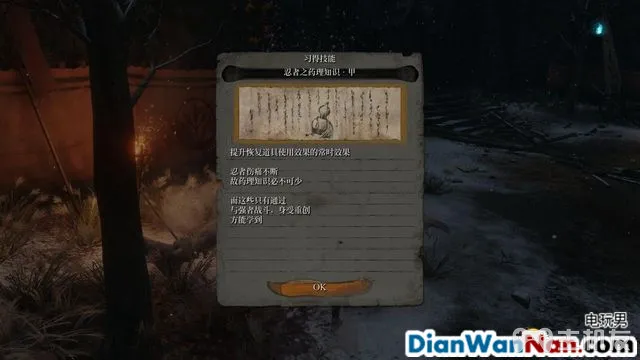 习得技能
忍者之药理知识·甲
提升恢复道具使用效果的常时效果
忍者伤痛不断
故药理知识必不可少
而这些只有通过
与强者战斗，身受重创
方能学到
OK
电玩男
DianWanNan.com